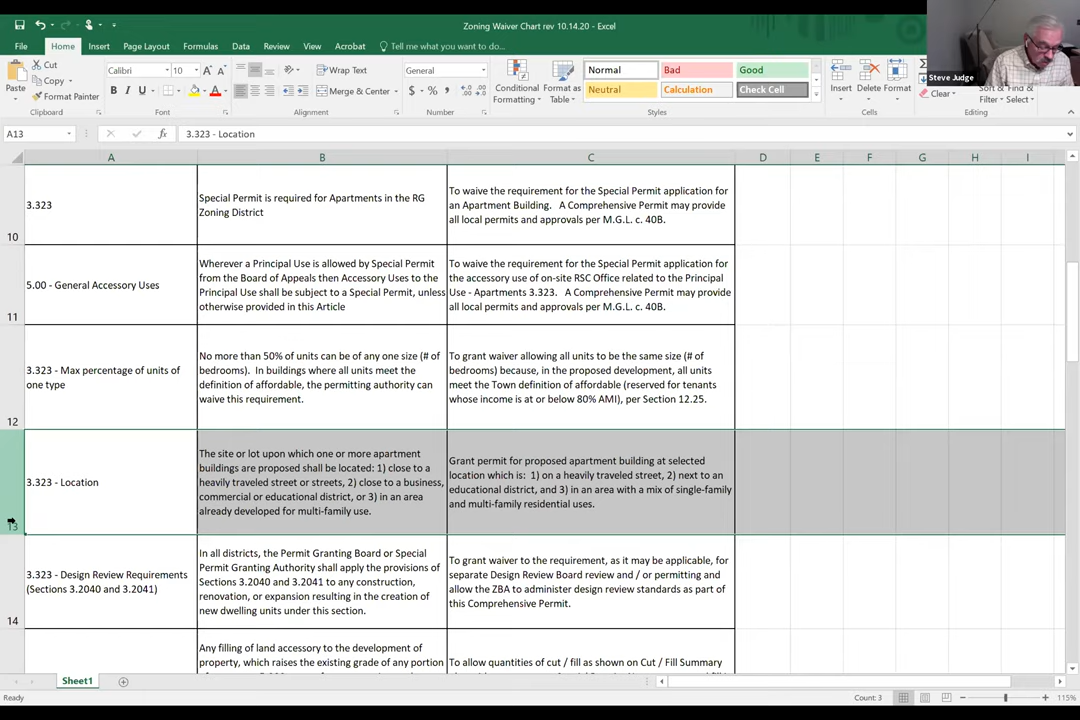 Zoning Waiver Chart rev 10.14.20 - Excel
File Home Insert Page Layout Formulas Data Review View Acrobat Tell me what you want to do...
Steve Judge
Paste
Cut
Copy
Format Painter
Clipboard
Calibri 10
B I U
Font
Wrap Text
Merge & Center
Alignment
General
$ % ,
Number
Conditional Formatting
Format as Table
Normal Bad Good
Neutral Calculation Check Cell
Styles
Insert Delete Format
Cells
Clear
Sort & Filter
Find & Select
Editing
A13 fx 3.323 - Location
A B C D E F G H I
10
3.323
Special Permit is required for Apartments in the RG
Zoning District
To waive the requirement for the Special Permit application for
an Apartment Building. A Comprehensive Permit may provide
all local permits and approvals per M.G.L. c. 40B.
11
5.00 - General Accessory Uses
Wherever a Principal Use is allowed by Special Permit
from the Board of Appeals then Accessory Uses to the
Principal Use shall be subject to a Special Permit, unless
otherwise provided in this Article
To waive the requirement for the Special Permit application for
the accessory use of on-site RSC Office related to the Principal
Use - Apartments 3.323. A Comprehensive Permit may provide
all local permits and approvals per M.G.L. c. 40B.
12
3.323 - Max percentage of units of
one type
No more than 50% of units can be of any one size (# of
bedrooms). In buildings where all units meet the
definition of affordable, the permitting authority can
waive this requirement.
To grant waiver allowing all units to be the same size (# of
bedrooms) because, in the proposed development, all units
meet the Town definition of affordable (reserved for tenants
whose income is at or below 80% AMI), per Section 12.25.
13
3.323 - Location
The site or lot upon which one or more apartment
buildings are proposed shall be located: 1) close to a
heavily traveled street or streets, 2) close to a business,
commercial or educational district, or 3) in an area
already developed for multi-family use.
Grant permit for proposed apartment building at selected
location which is: 1) on a heavily traveled street, 2) next to an
educational district, and 3) in an area with a mix of single-family
and multi-family residential uses.
14
3.323 - Design Review Requirements
(Sections 3.2040 and 3.2041)
In all districts, the Permit Granting Board or Special
Permit Granting Authority shall apply the provisions of
Sections 3.2040 and 3.2041 to any construction,
renovation, or expansion resulting in the creation of
new dwelling units under this section.
To grant waiver to the requirement, as it may be applicable, for
separate Design Review Board review and / or permitting and
allow the ZBA to administer design review standards as part of
this Comprehensive Permit.
Any filling of land accessory to the development of
property, which raises the existing grade of any portion
To allow quantities of cut / fill as shown on Cut / Fill Summary
Sheet1
Ready
Count: 3
115%